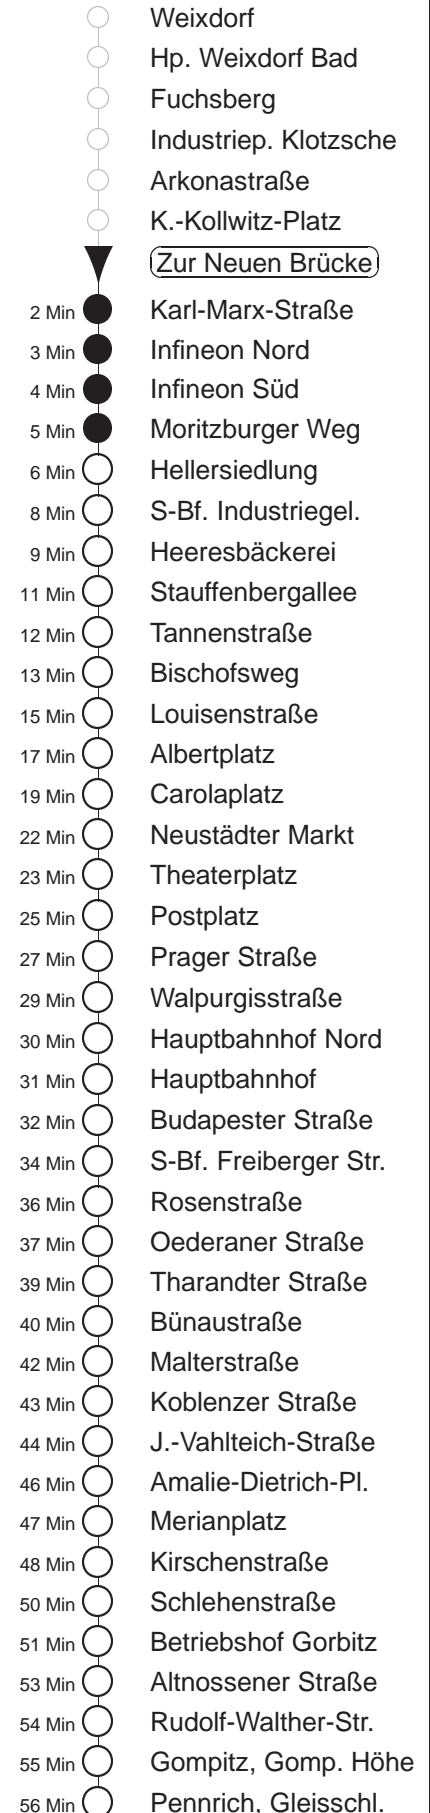 Weixdorf
Hp. Weixdorf Bad
Fuchsberg
Industriep. Klotzsche
Arkonastraße
K.-Kollwitz-Platz
Zur Neuen Brücke
2 Min Karl-Marx-Straße
3 Min Infineon Nord
4 Min Infineon Süd
5 Min Moritzburger Weg
6 Min Hellersiedlung
8 Min S-Bf. Industriegel.
9 Min Heeresbäckerei
11 Min Stauffenbergallee
12 Min Tannenstraße
13 Min Bischofsweg
15 Min Louisenstraße
17 Min Albertplatz
19 Min Carolaplatz
22 Min Neustädter Markt
23 Min Theaterplatz
25 Min Postplatz
27 Min Prager Straße
29 Min Walpurgisstraße
30 Min Hauptbahnhof Nord
31 Min Hauptbahnhof
32 Min Budapester Straße
34 Min S-Bf. Freiberger Str.
36 Min Rosenstraße
37 Min Oederaner Straße
39 Min Tharandter Straße
40 Min Bünaustraße
42 Min Malterstraße
43 Min Koblenzer Straße
44 Min J.-Vahlteich-Straße
46 Min Amalie-Dietrich-Pl.
47 Min Merianplatz
48 Min Kirschenstraße
50 Min Schlehenstraße
51 Min Betriebshof Gorbitz
53 Min Altnossener Straße
54 Min Rudolf-Walther-Str.
55 Min Gompitz, Gomp. Höhe
56 Min Pennrich, Gleisschl.